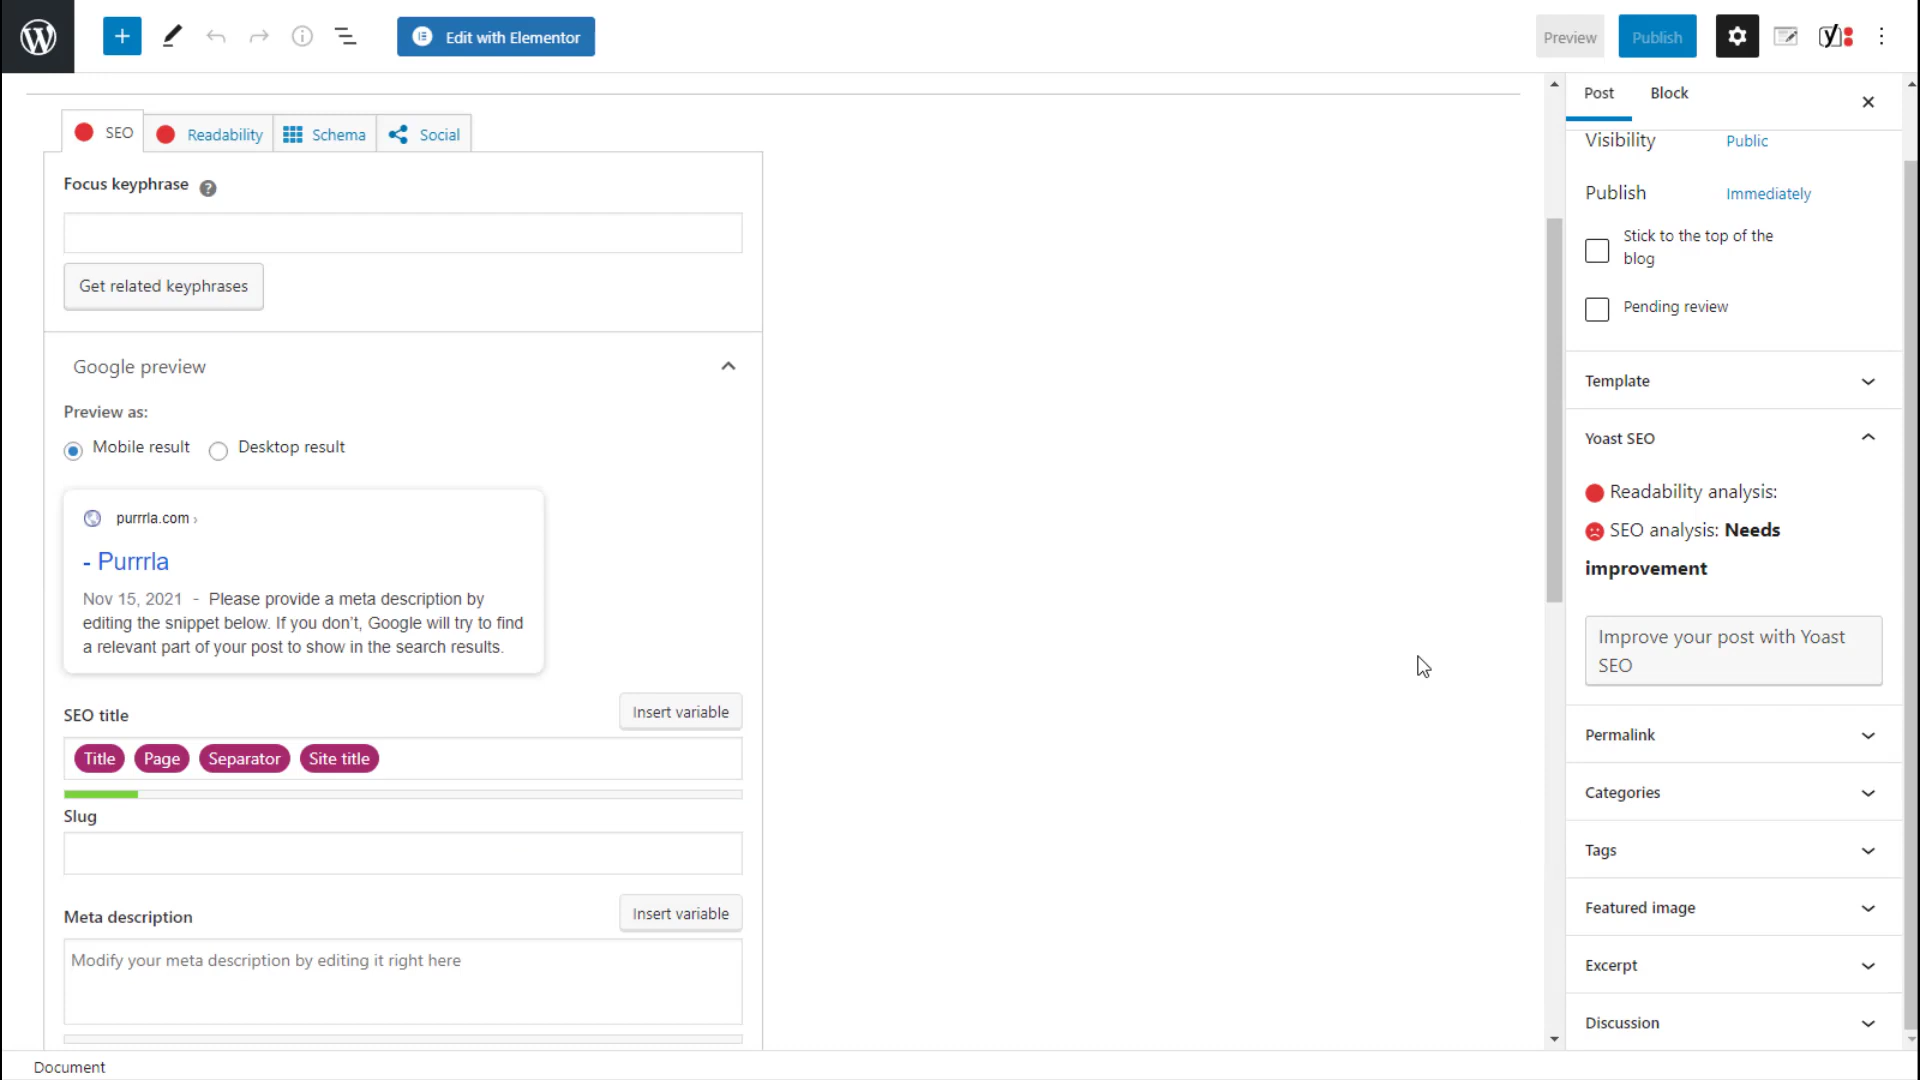 Edit with Elementor
Preview
Publish
SEO
Readability
Schema
Social
Focus keyphrase
Get related keyphrases
Google preview
Preview as:
Mobile result
Desktop result
purrrla.com ›
- Purrrla
Nov 15, 2021 - Please provide a meta description by
editing the snippet below. If you don’t, Google will try to find
a relevant part of your post to show in the search results.
SEO title
Insert variable
Title
Page
Separator
Site title
Slug
Meta description
Insert variable
Modify your meta description by editing it right here
Document
Post
Block
Visibility
Public
Publish
Immediately
Stick to the top of the
blog
Pending review
Template
Yoast SEO
Readability analysis:
SEO analysis: Needs
improvement
Improve your post with Yoast
SEO
Permalink
Categories
Tags
Featured image
Excerpt
Discussion